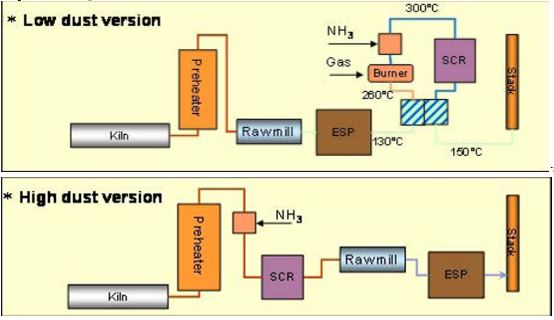 * Low dust version
300°C
NH3
Gas
Burner
SCR
Preheater
260°C
Stack
Kiln
Rawmill
ESP
130°C
150°C
* High dust version
NH3
Preheater
SCR
Rawmill
ESP
Stack
Kiln